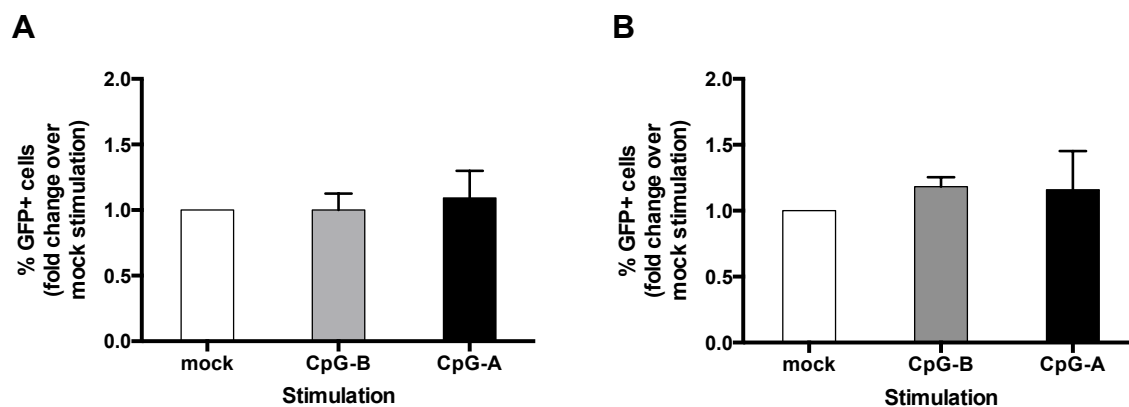 A
% GFP+ cells
(fold change over
mock stimulation)
2.0
1.5
1.0
0.5
0.0
mock CpG-B CpG-A
Stimulation
B
% GFP+ cells
(fold change over
mock stimulation)
2.0
1.5
1.0
0.5
0.0
mock CpG-B CpG-A
Stimulation